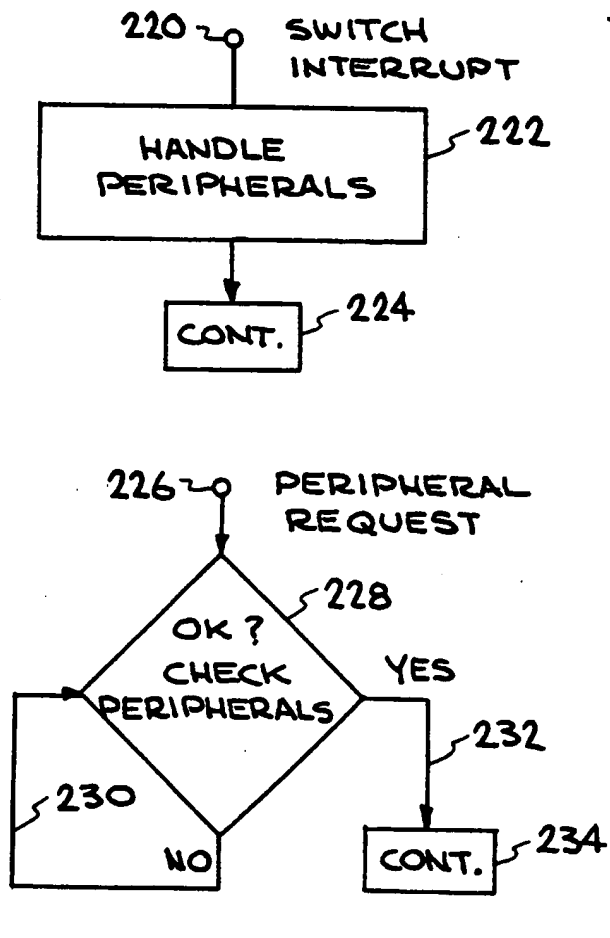 220
SWITCH
INTERRUPT
HANDLE
PERIPHERALS
222
CONT.
224
226
PERIPHERAL
REQUEST
228
OK ?
CHECK
PERIPHERALS
YES
232
230
NO
CONT.
234